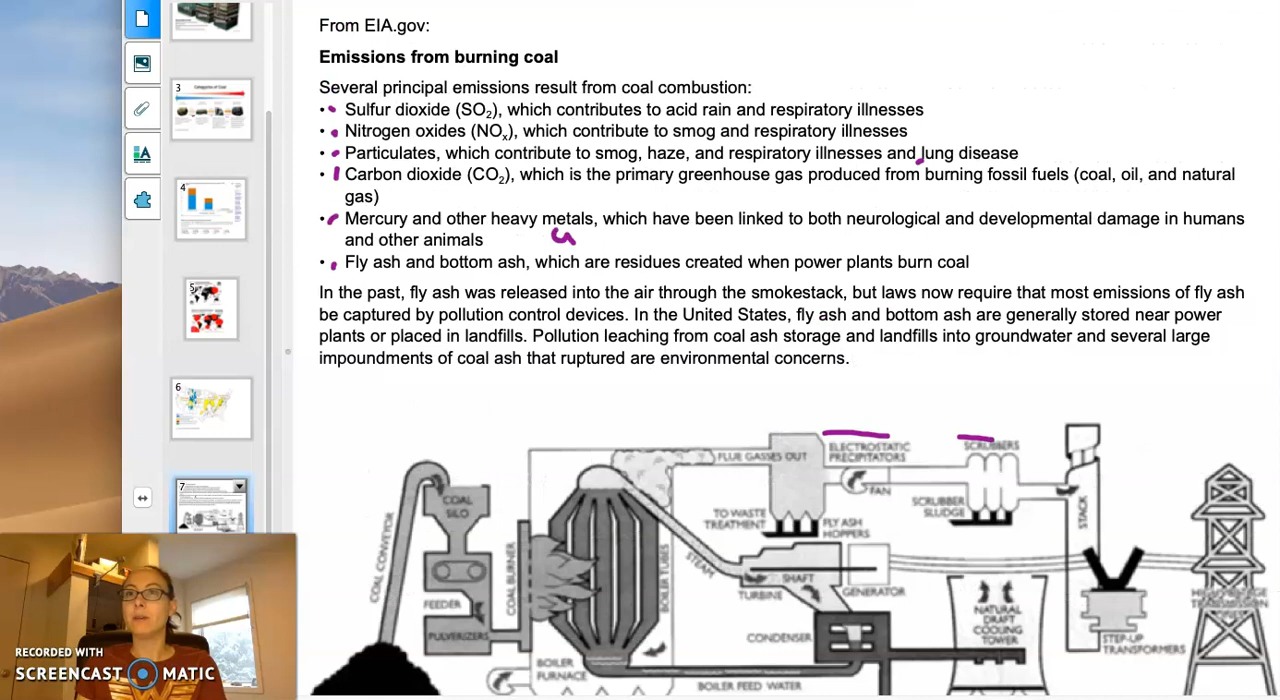 From EIA.gov:
Emissions from burning coal
Several principal emissions result from coal combustion:
• Sulfur dioxide (SO2), which contributes to acid rain and respiratory illnesses
• Nitrogen oxides (NOx), which contribute to smog and respiratory illnesses
• Particulates, which contribute to smog, haze, and respiratory illnesses and lung disease
• Carbon dioxide (CO2), which is the primary greenhouse gas produced from burning fossil fuels (coal, oil, and natural
gas)
• Mercury and other heavy metals, which have been linked to both neurological and developmental damage in humans
and other animals
• Fly ash and bottom ash, which are residues created when power plants burn coal
In the past, fly ash was released into the air through the smokestack, but laws now require that most emissions of fly ash
be captured by pollution control devices. In the United States, fly ash and bottom ash are generally stored near power
plants or placed in landfills. Pollution leaching from coal ash storage and landfills into groundwater and several large
impoundments of coal ash that ruptured are environmental concerns.
3
Categories of Coal
4
5
6
7
FLUE GASSES OUT
ELECTROSTATIC
PRECIPITATORS
SCRUBBERS
FAN
SCRUBBER
SLUDGE
STACK
COAL
SILO
COAL CONVEYOR
TO WASTE
TREATMENT
FLY ASH
HOPPERS
COAL BURNER
BOILER TUBES
STEAM
SHAFT
TURBINE
GENERATOR
FEEDER
PULVERIZERS
CONDENSER
NATURAL
DRAFT
COOLING
TOWER
TRANSMISSION
STEP-UP
TRANSFORMERS
BOILER
FURNACE
BOILER FEED WATER
RECORDED WITH
SCREENCAST MATIC